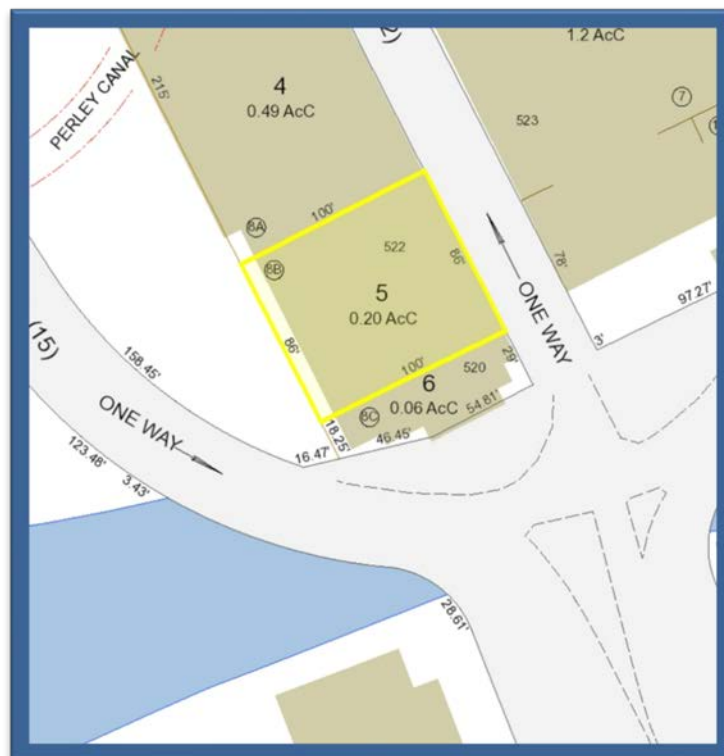 2)
1.2 AcC
PERLEY CANAL
215'
4
0.49 AcC
7
523
100'
8A
522
86'
8B
5
0.20 AcC
78'
ONE WAY
97.27'
3'
86'
100'
29'
520
6
0.06 AcC
54.81'
8C
18.25'
46.45'
16.47'
(15)
158.45'
ONE WAY
123.48'
3.43'
28.61'